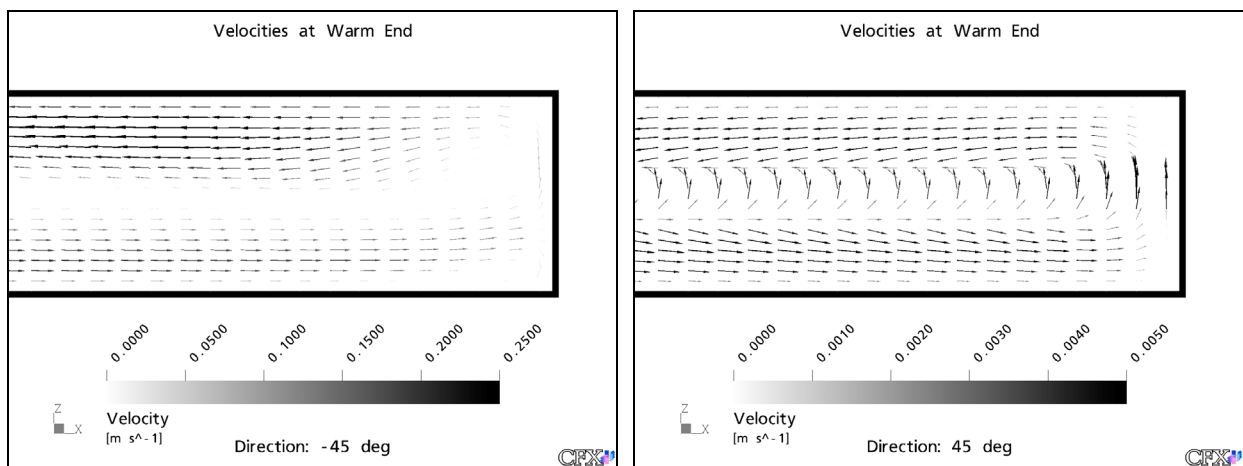 Velocities at Warm End
0.0000
0.0500
0.1000
0.1500
0.2000
0.2500
Z
X
Velocity
[m s^-1]
Direction: -45 deg
CFX
Velocities at Warm End
0.0000
0.0010
0.0020
0.0030
0.0040
0.0050
Z
X
Velocity
[m s^-1]
Direction: 45 deg
CFX